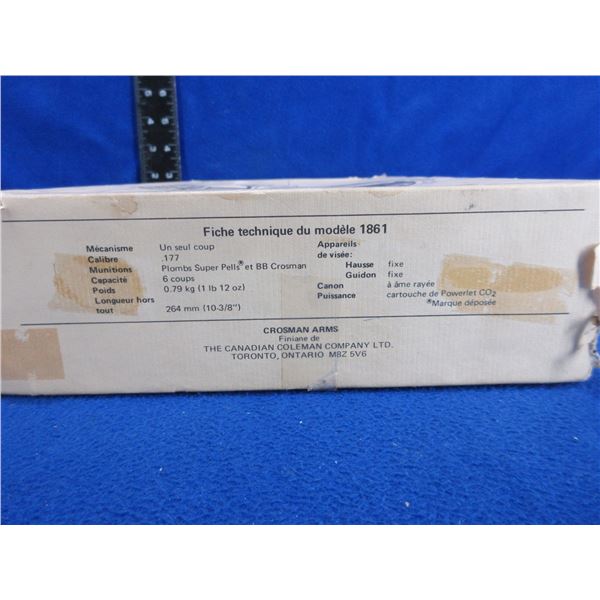 Fiche technique du modèle 1861
Mécanisme Un seul coup
Calibre .177
Munitions Plombs Super Pells® et BB Crosman
Capacité 6 coups
Poids 0.79 kg (1 lb 12 oz)
Longueur hors
tout 264 mm (10-3/8")
Appareils
de visée:
Hausse fixe
Guidon fixe
Canon à âme rayée
Puissance cartouche de Powerlet CO2
®Marque déposée
CROSMAN ARMS
Finiane de
THE CANADIAN COLEMAN COMPANY LTD.
TORONTO, ONTARIO M8Z 5V6